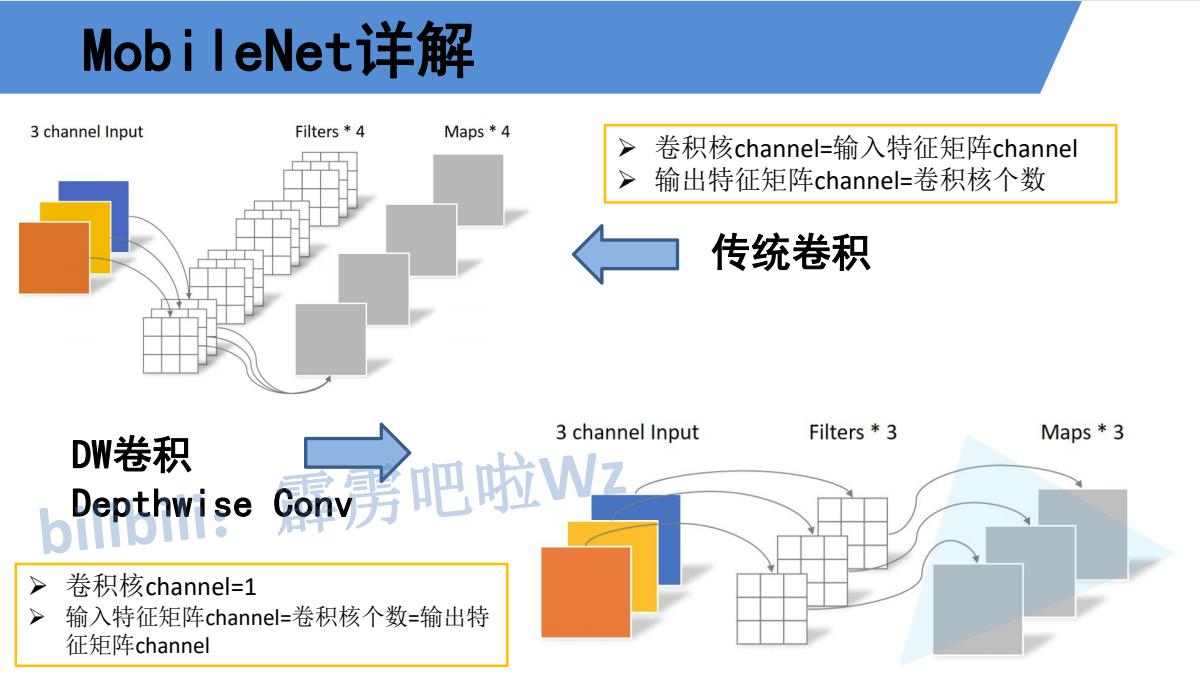 MobileNet详解
3 channel Input
Filters * 4
Maps * 4
➢ 卷积核channel=输入特征矩阵channel
➢ 输出特征矩阵channel=卷积核个数
传统卷积
DW卷积
Depthwise Conv
3 channel Input
Filters * 3
Maps * 3
bilibili：霹雳吧啦Wz
➢ 卷积核channel=1
➢ 输入特征矩阵channel=卷积核个数=输出特
征矩阵channel